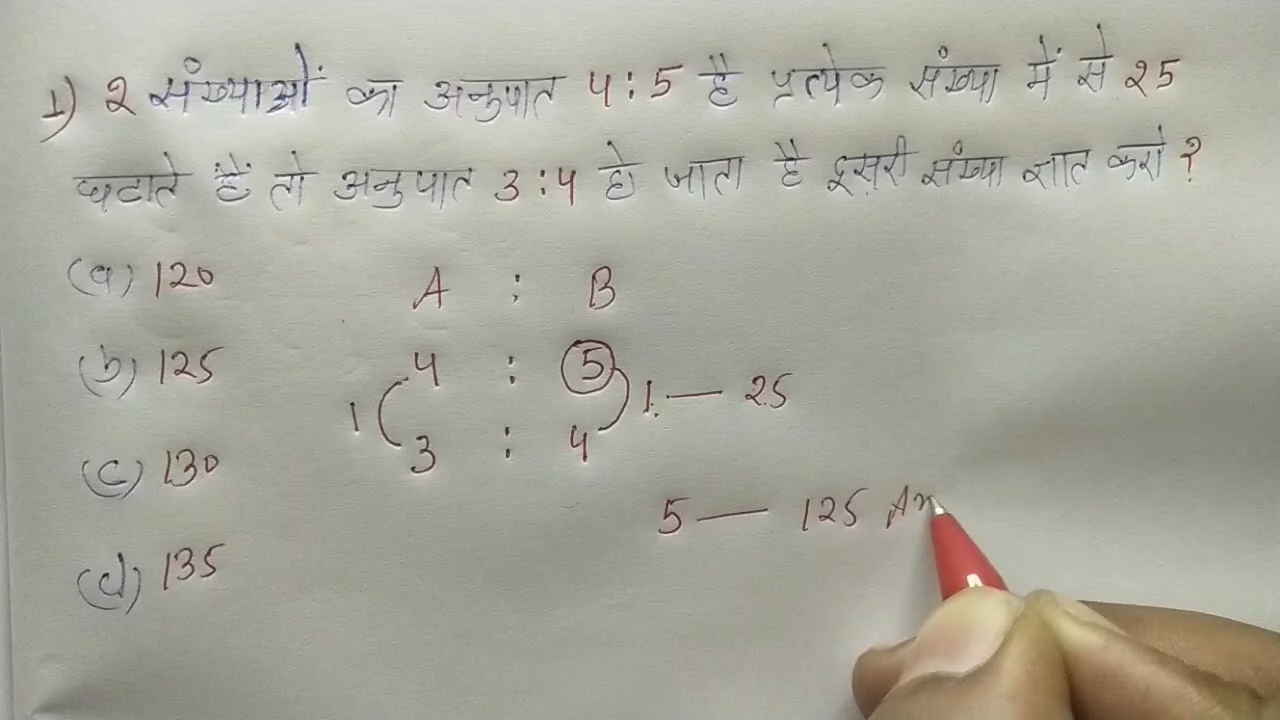 1) 2 संख्याओं का अनुपात 4:5 है प्रत्येक संख्या में से 25
घटाते हैं तो अनुपात 3:4 हो जाता है दूसरी संख्या ज्ञात करो?
(a) 120
A : B
(b) 125
4 : 5
1 1 — 25
3 : 4
(c) 130
5 — 125 An
(d) 135